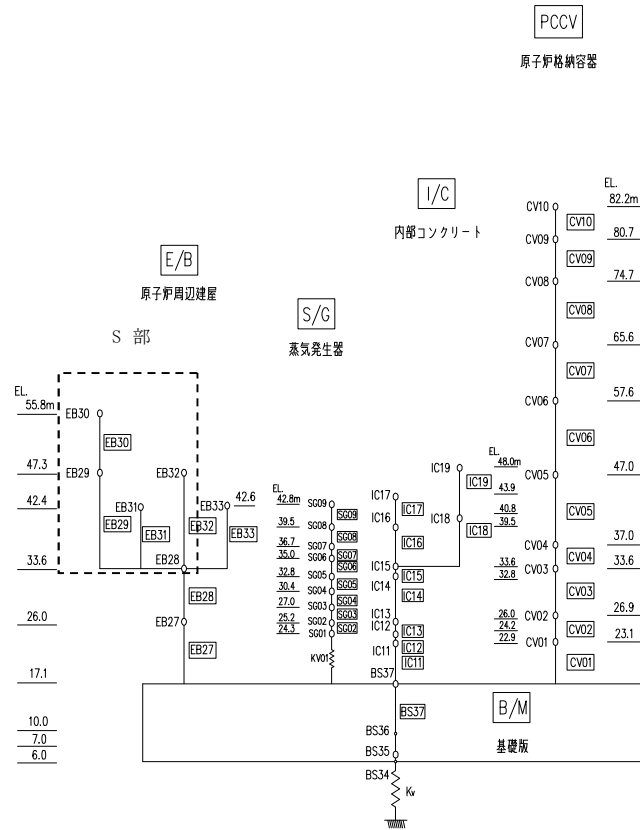 PCCV
原子炉格納容器
I/C
内部コンクリート
E/B
原子炉周辺建屋
S/G
蒸気発生器
S 部
EL.
55.8m
47.3
42.4
33.6
26.0
17.1
10.0
7.0
6.0
EB30
EB30
EB29
EB29
EB31
EB31
EB32
EB32
EB33
42.6
EB33
EB28
EB28
EB27
EB27
EL.
42.8m
39.5
36.7
35.0
32.8
30.4
27.0
25.2
24.3
SG09
SG09
SG08
SG08
SG07
SG07
SG06
SG06
SG05
SG05
SG04
SG04
SG03
SG03
SG02
SG02
SG01
KV01
IC17
IC17
IC16
IC16
IC15
IC15
IC14
IC14
IC13
IC13
IC12
IC12
IC11
IC11
IC19
IC19
IC18
IC18
EL.
48.0m
43.9
40.8
39.5
33.6
32.8
26.0
24.2
22.9
CV10
CV10
CV09
CV09
CV08
CV08
CV07
CV07
CV06
CV06
CV05
CV05
CV04
CV04
CV03
CV03
CV02
CV02
CV01
CV01
EL.
82.2m
80.7
74.7
65.6
57.6
47.0
37.0
33.6
26.9
23.1
BS37
BS37
BS36
BS35
BS34
Kv
B/M
基礎版